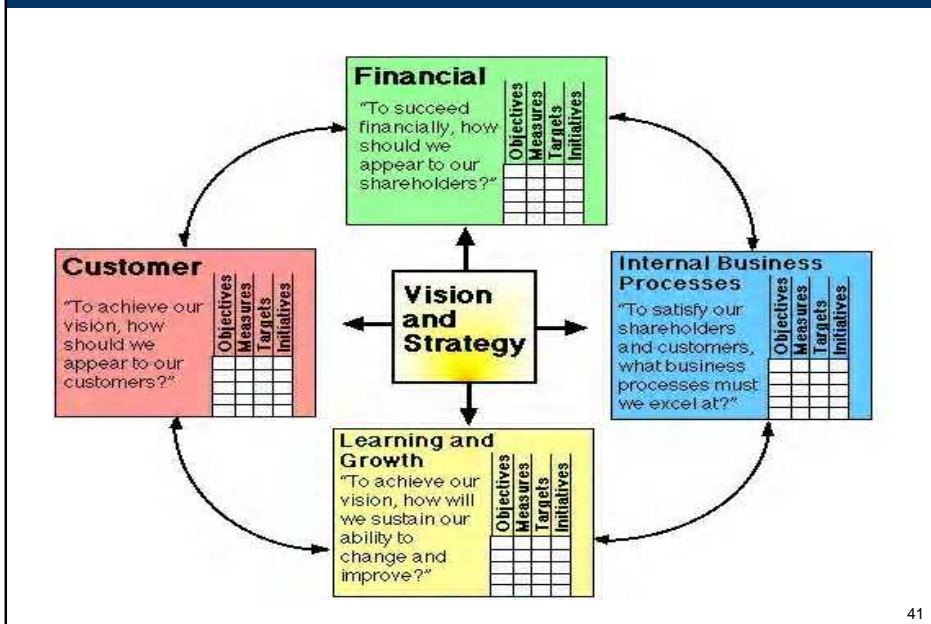 Financial
"To succeed
financially, how
should we
appear to our
shareholders?"
Objectives
Measures
Targets
Initiatives
Customer
"To achieve our
vision, how
should we
appear to our
customers?"
Objectives
Measures
Targets
Initiatives
Vision
and
Strategy
Internal Business
Processes
"To satisfy our
shareholders
and customers,
what business
processes must
we excel at?"
Objectives
Measures
Targets
Initiatives
Learning and
Growth
"To achieve our
vision, how will
we sustain our
ability to
change and
improve?"
Objectives
Measures
Targets
Initiatives
41